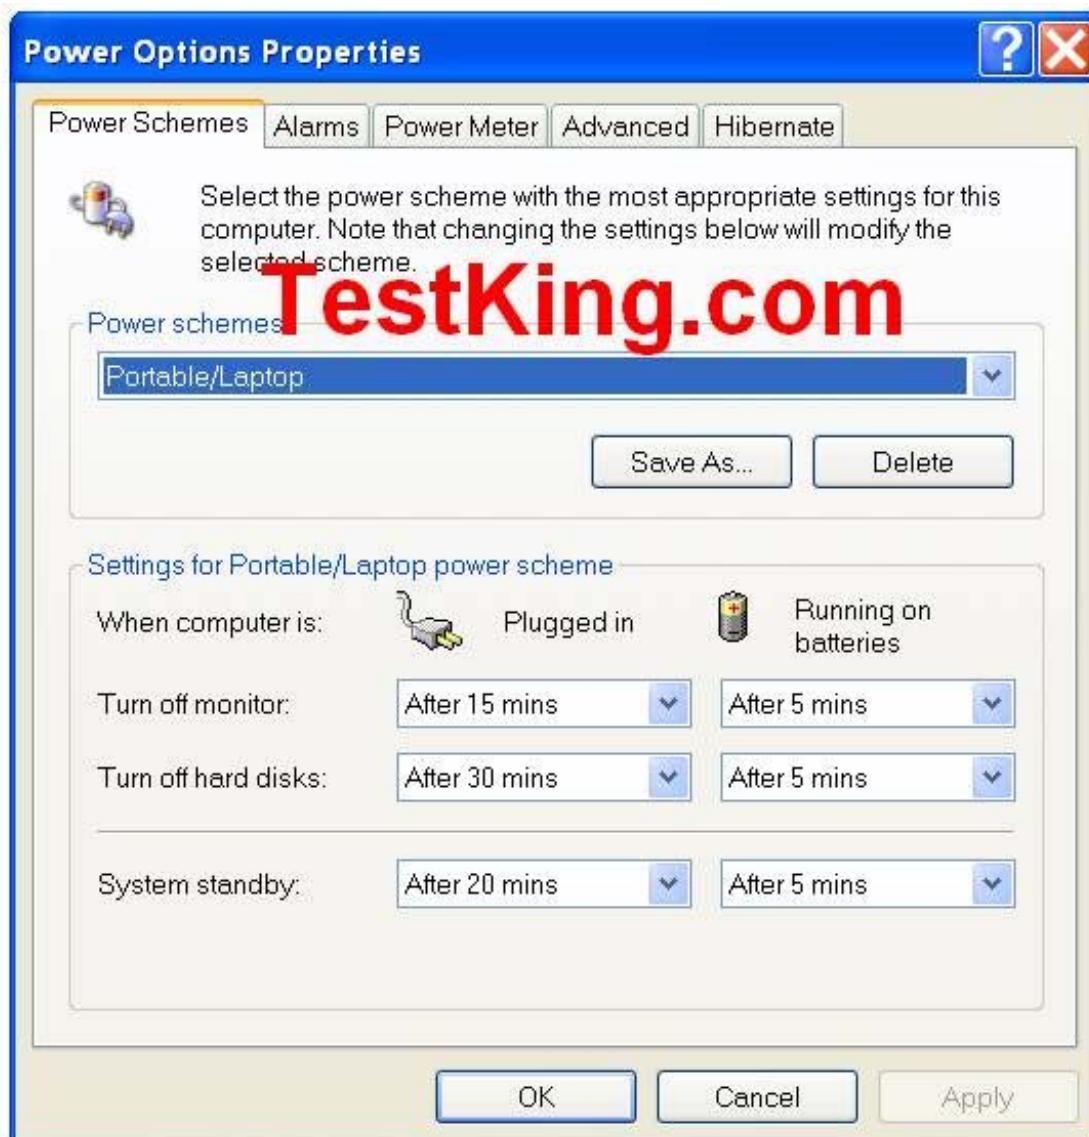 Power Options Properties
Power Schemes Alarms Power Meter Advanced Hibernate
Select the power scheme with the most appropriate settings for this
computer. Note that changing the settings below will modify the
selected scheme.
TestKing.com
Power schemes
Portable/Laptop
Save As... Delete
Settings for Portable/Laptop power scheme
When computer is: Plugged in Running on
batteries
Turn off monitor: After 15 mins After 5 mins
Turn off hard disks: After 30 mins After 5 mins
System standby: After 20 mins After 5 mins
OK Cancel Apply